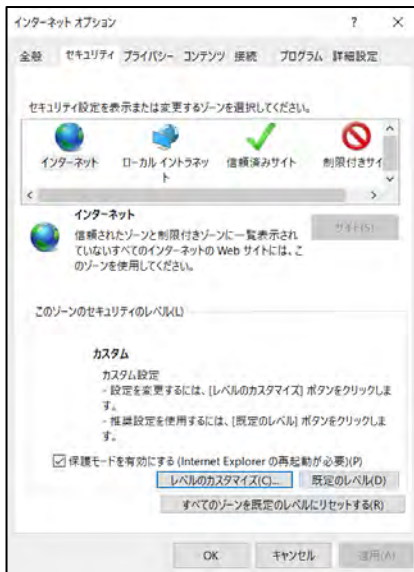 インターネット オプション ? ×
全般 セキュリティ プライバシー コンテンツ 接続 プログラム 詳細設定
セキュリティ設定を表示または変更するゾーンを選択してください。
インターネット ローカル イントラネッ 信頼済みサイト 制限付きサイ
ト
インターネット
サイト(S)
信頼されたゾーンと制限付きゾーンに一覧表示され
ていないすべてのインターネットの Web サイトには、こ
のゾーンを使用してください。
このゾーンのセキュリティのレベル(L)
カスタム
カスタム設定
- 設定を変更するには、[レベルのカスタマイズ] ボタンをクリックしま
す。
- 推奨設定を使用するには、[既定のレベル] ボタンをクリックしま
す。
保護モードを有効にする (Internet Explorer の再起動が必要)(P)
レベルのカスタマイズ(C)... 既定のレベル(D)
すべてのゾーンを既定のレベルにリセットする(R)
OK キャンセル 適用(A)